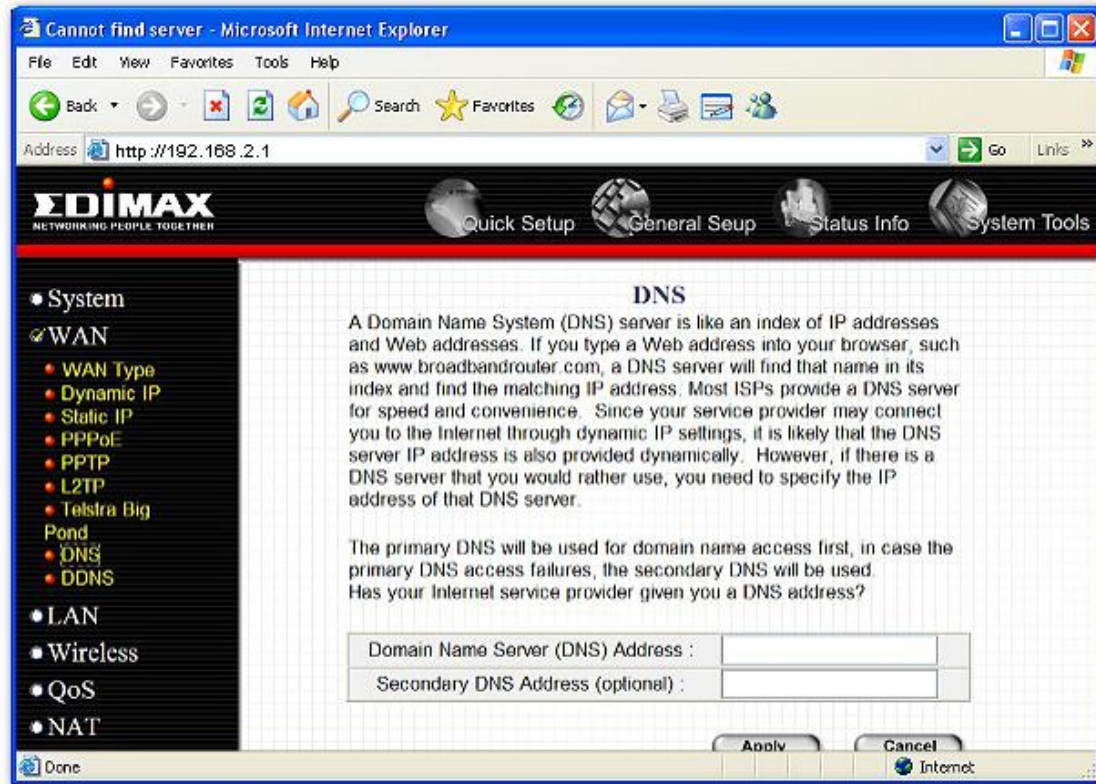 Cannot find server - Microsoft Internet Explorer
File Edit View Favorites Tools Help
Back Search Favorites
Address http://192.168.2.1 Go Links »
EDIMAX
NETWORKING PEOPLE TOGETHER
Quick Setup General Seup Status Info System Tools
System
WAN
WAN Type
Dynamic IP
Static IP
PPPoE
PPTP
L2TP
Telstra Big
Pond
DNS
DDNS
LAN
Wireless
QoS
NAT
DNS
A Domain Name System (DNS) server is like an index of IP addresses
and Web addresses. If you type a Web address into your browser, such
as www.broadbandrouter.com, a DNS server will find that name in its
index and find the matching IP address. Most ISPs provide a DNS server
for speed and convenience. Since your service provider may connect
you to the Internet through dynamic IP settings, it is likely that the DNS
server IP address is also provided dynamically. However, if there is a
DNS server that you would rather use, you need to specify the IP
address of that DNS server.
The primary DNS will be used for domain name access first, in case the
primary DNS access failures, the secondary DNS will be used.
Has your Internet service provider given you a DNS address?
Domain Name Server (DNS) Address :
Secondary DNS Address (optional) :
Apply Cancel
Done Internet